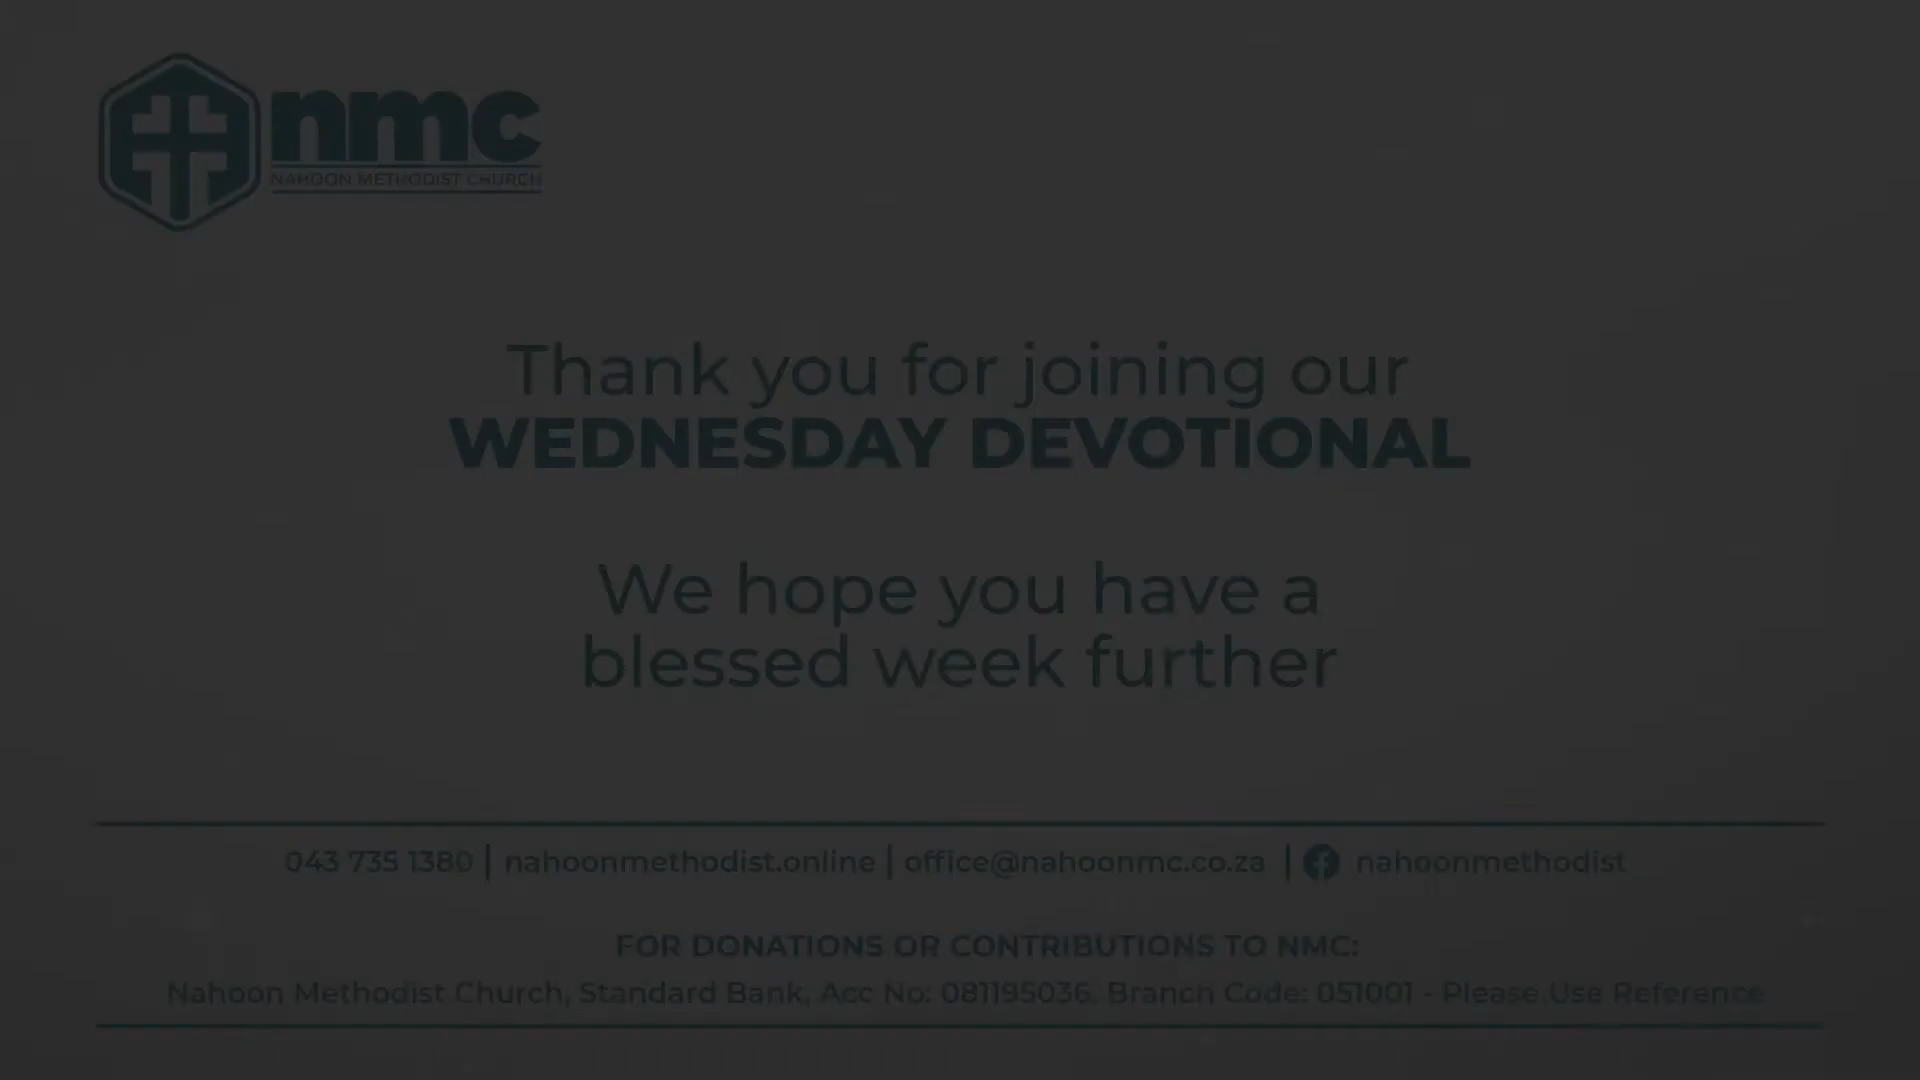 nmc
NAHOON METHODIST CHURCH
Thank you for joining our
WEDNESDAY DEVOTIONAL
We hope you have a
blessed week further
043 735 1380 | nahoonmethodist.online | office@nahoonmc.co.za | nahoonmethodist
FOR DONATIONS OR CONTRIBUTIONS TO NMC:
Nahoon Methodist Church, Standard Bank, Acc No: 081195036, Branch Code: 051001 - Please Use Reference